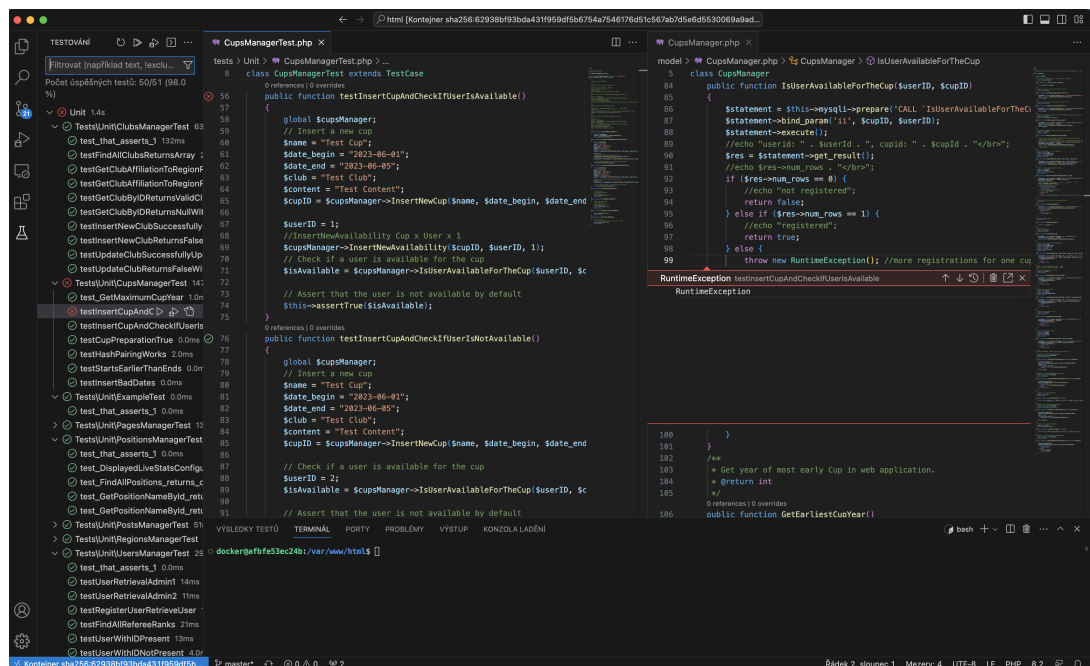 html [Kontejner sha256:62938bf93bda431f959df5b6754a7546176d51c567ab7d5e6d5530069a9ad...
TESTOVÁNÍ
Filtrovat (například text, !exclu...
Počet úspěšných testů: 50/51 (98.0 %)
21
Unit 1.4s
Tests\Unit\ClubsManagerTest 63
test_that_asserts_1 132ms
testFindAllClubsReturnsArray 2
testGetClubAffiliationToRegionF
testGetClubAffiliationToRegionF
testGetClubByIDReturnsValidCl
testGetClubByIDReturnsNullWit
testInsertNewClubSuccessfully
testInsertNewClubReturnsFalse
testUpdateClubSuccessfullyUp
testUpdateClubReturnsFalseWi
Tests\Unit\CupsManagerTest 147
test_GetMaximumCupYear 1.0m
testInsertCupAndC
testInsertCupAndCheckIfUserIs
testCupPreparationTrue 0.0ms
testHashPairingWorks 2.0ms
testStartsEarlierThanEnds 0.0m
testInsertBadDates 0.0ms
Tests\Unit\ExampleTest 0.0ms
test_that_asserts_1 0.0ms
Tests\Unit\PagesManagerTest 13
Tests\Unit\PositionsManagerTest
test_that_asserts_1 0.0ms
test_DisplayedLiveStatsConfigu
test_FindAllPositions_returns_c
test_GetPositionNameById_retu
test_GetPositionNameById_retu
Tests\Unit\PostsManagerTest 51
Tests\Unit\RegionsManagerTest
Tests\Unit\UsersManagerTest 29
test_that_asserts_1 0.0ms
testUserRetrievalAdmin1 14ms
testUserRetrievalAdmin2 11ms
testRegisterUserRetrieveUser
testFindAllRefereeRanks 21ms
testUserWithIDPresent 13ms
testUserWithIDNotPresent 4.0m
CupsManagerTest.php
tests > Unit > CupsManagerTest.php > ...
8 class CupsManagerTest extends TestCase
0 references | 0 overrides
56 public function testInsertCupAndCheckIfUserIsAvailable()
57 {
58 global $cupsManager;
59 // Insert a new cup
60 $name = "Test Cup";
61 $date_begin = "2023-06-01";
62 $date_end = "2023-06-05";
63 $club = "Test Club";
64 $content = "Test Content";
65 $cupID = $cupsManager->InsertNewCup($name, $date_begin, $date_end
66
67 $userID = 1;
68 //InsertNewAvailability Cup x User x 1
69 $cupsManager->InsertNewAvailability($cupID, $userID, 1);
70 // Check if a user is available for the cup
71 $isAvailable = $cupsManager->IsUserAvailableForTheCup($userID, $c
72
73 // Assert that the user is not available by default
74 $this->assertTrue($isAvailable);
75 }
0 references | 0 overrides
76 public function testInsertCupAndCheckIfUserIsNotAvailable()
77 {
78 global $cupsManager;
79 // Insert a new cup
80 $name = "Test Cup";
81 $date_begin = "2023-06-01";
82 $date_end = "2023-06-05";
83 $club = "Test Club";
84 $content = "Test Content";
85 $cupID = $cupsManager->InsertNewCup($name, $date_begin, $date_end
86
87 // Check if a user is available for the cup
88 $userID = 2;
89 $isAvailable = $cupsManager->IsUserAvailableForTheCup($userID, $c
90
91 // Assert that the user is not available by default
CupsManager.php
model > CupsManager.php > CupsManager > IsUserAvailableForTheCup
5 class CupsManager
84 public function IsUserAvailableForTheCup($userID, $cupID)
85 {
86 $statement = $this->mysqli->prepare("CALL `IsUserAvailableForTheCu
87 $statement->bind_param('ii', $cupID, $userID);
88 $statement->execute();
89 //echo "userid: " . $userId . ", cupid: " . $cupId . "</br>";
90 $res = $statement->get_result();
91 //echo $res->num_rows . "</br>";
92 if ($res->num_rows == 0) {
93 //echo "not registered";
94 return false;
95 } else if ($res->num_rows == 1) {
96 //echo "registered";
97 return true;
98 } else {
99 throw new RuntimeException(); //more registrations for one cup
RuntimeException testInsertCupAndCheckIfUserIsAvailable
RuntimeException
100 }
101 }
102 /**
103 * Get year of most early Cup in web application.
104 * @return int
105 */
0 references | 0 overrides
106 public function GetEarliestCupYear()
VÝSLEDKY TESTŮ TERMINÁL PORTY PROBLÉMY VÝSTUP KONZOLA LADĚNÍ
bash
docker@afbfe53ec24b:/var/www/html$
Kontejner sha256:62938bf93bda431f959df5b... master* 0 0 2
Řádek 2, sloupec 1 Mezery: 4 UTF-8 LF PHP 8.2